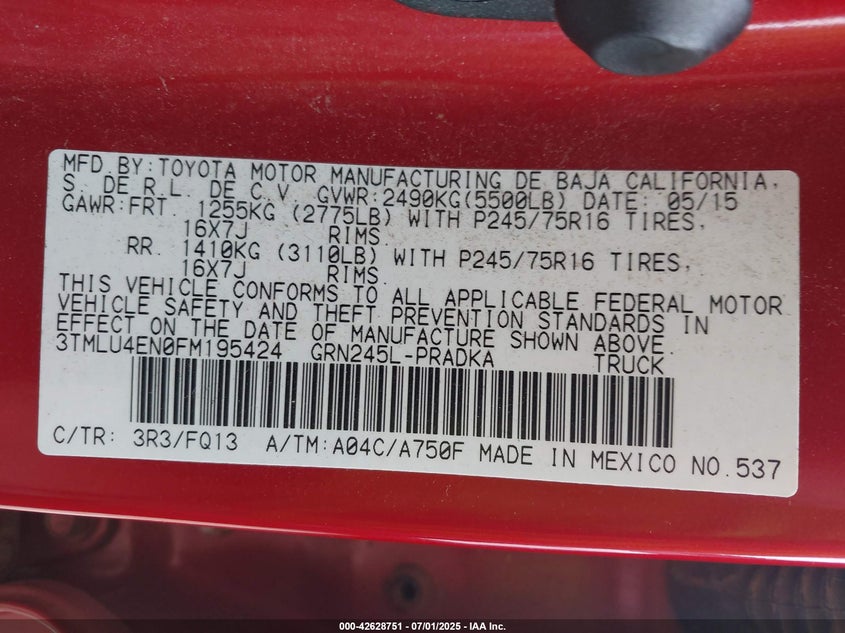 MFD.BY:TOYOTA MOTOR MANUFACTURING DE BAJA CALIFORNIA,
S. DE R.L. DE C.V. GVWR:2490KG(5500LB) DATE: 05/15
GAWR:FRT. 1255KG (2775LB) WITH P245/75R16 TIRES,
16X7J RIMS.
RR. 1410KG (3110LB) WITH P245/75R16 TIRES,
16X7J RIMS.
THIS VEHICLE CONFORMS TO ALL APPLICABLE FEDERAL MOTOR
VEHICLE SAFETY AND THEFT PREVENTION STANDARDS IN
EFFECT ON THE DATE OF MANUFACTURE SHOWN ABOVE.
3TMLU4EN0FM195424 GRN245L-PRADKA TRUCK
C/TR: 3R3/FQ13 A/TM:A04C/A750F MADE IN MEXICO NO.537
000-42628751 | 07/01/2025 - IAA Inc.